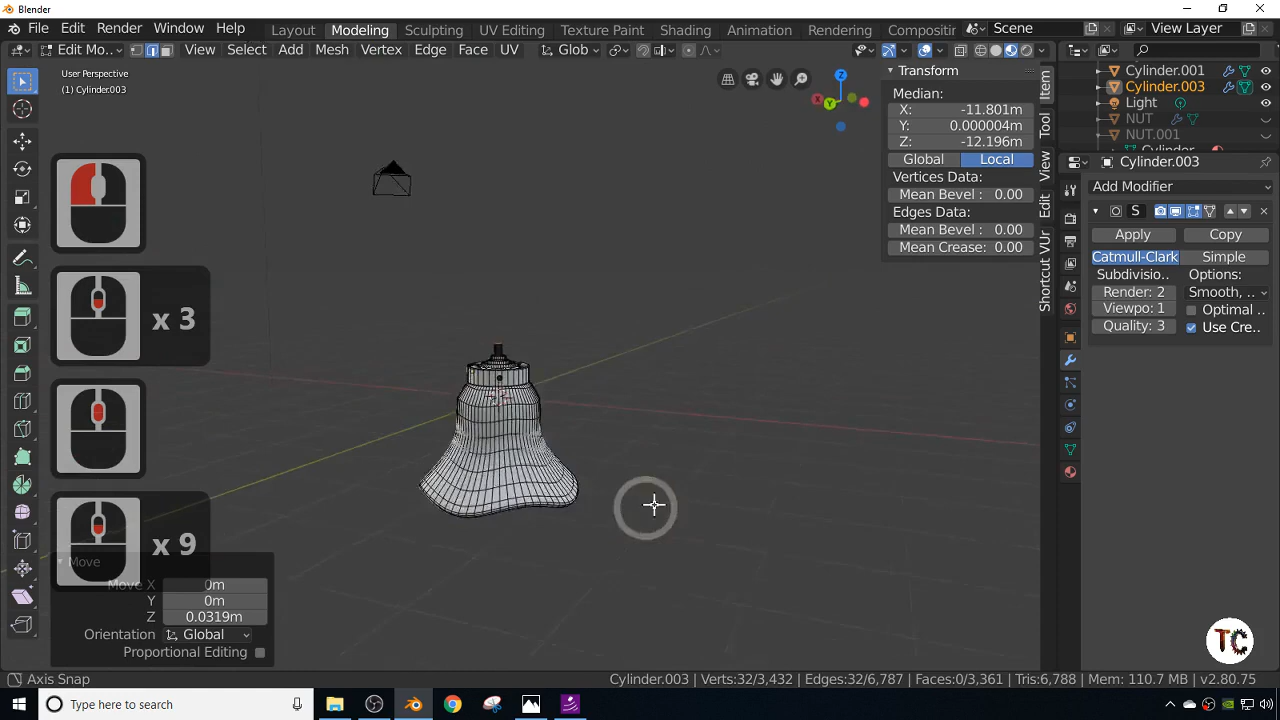 Blender
File Edit Render Window Help Layout Modeling Sculpting UV Editing Texture Paint Shading Animation Rendering Compositin Scene View Layer
Edit Mo... View Select Add Mesh Vertex Edge Face UV Glob
User Perspective
(1) Cylinder.003
Z
X
Y
Transform
Median:
X: -11.801m
Y: 0.000004m
Z: -12.196m
Global Local
Vertices Data:
Mean Bevel : 0.00
Edges Data:
Mean Bevel : 0.00
Mean Crease: 0.00
Item
Tool
View
Edit
Shortcut VUr
Cylinder.001
Cylinder.003
Light
NUT
NUT.001
Cylinder
Cylinder.003
Add Modifier
S
Apply Copy
Catmull-Clark Simple
Subdivisio.. Options:
Render: 2 Smooth, ..
Viewpo: 1 Optimal ..
Quality: 3 Use Cre..
x 3
x 9
Move
Move X 0m
Y 0m
Z 0.0319m
Orientation Global
Proportional Editing
TC
Axis Snap Cylinder.003 | Verts:32/3,432 | Edges:32/6,787 | Faces:0/3,361 | Tris:6,788 | Mem: 110.7 MB | v2.80.75
Type here to search